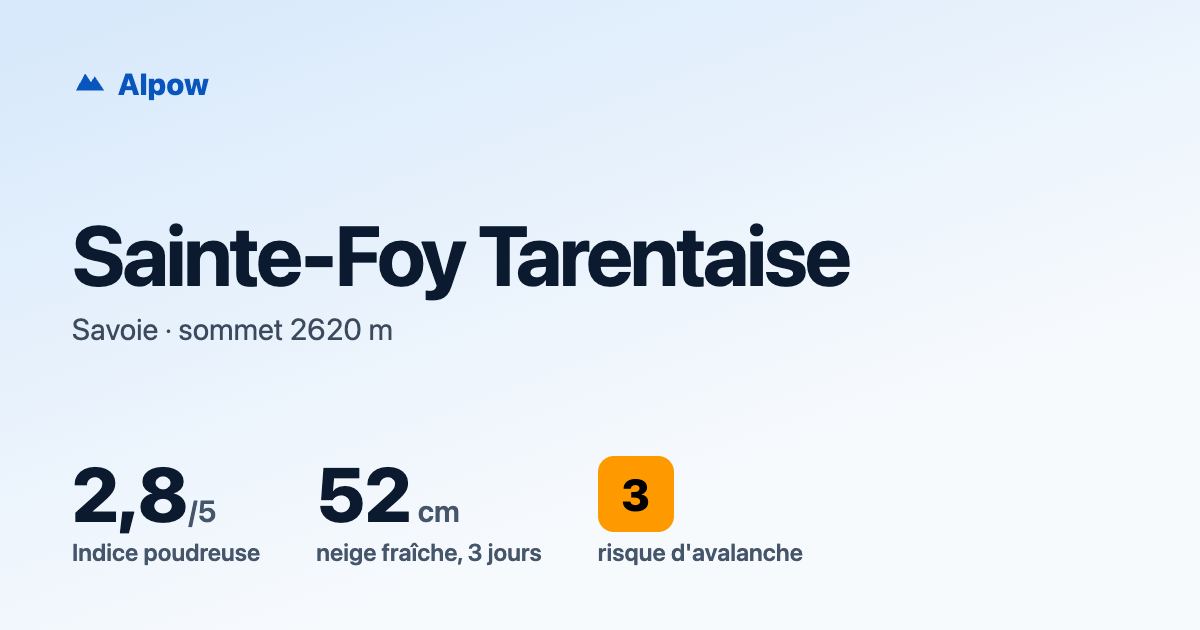 Alpow
Sainte-Foy Tarentaise
Savoie · sommet 2620 m
2,8/5
Indice poudreuse
52 cm
neige fraîche, 3 jours
3
risque d'avalanche